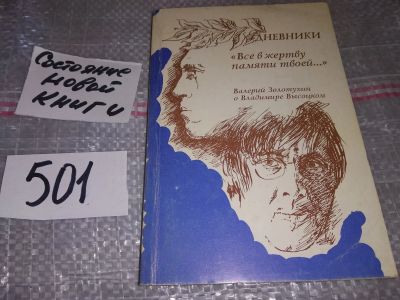 Состояние
новой
книги
501
ДНЕВНИКИ
«Все в жертву
памяти твоей...»
Валерий Золотухин
о Владимире Высоцком